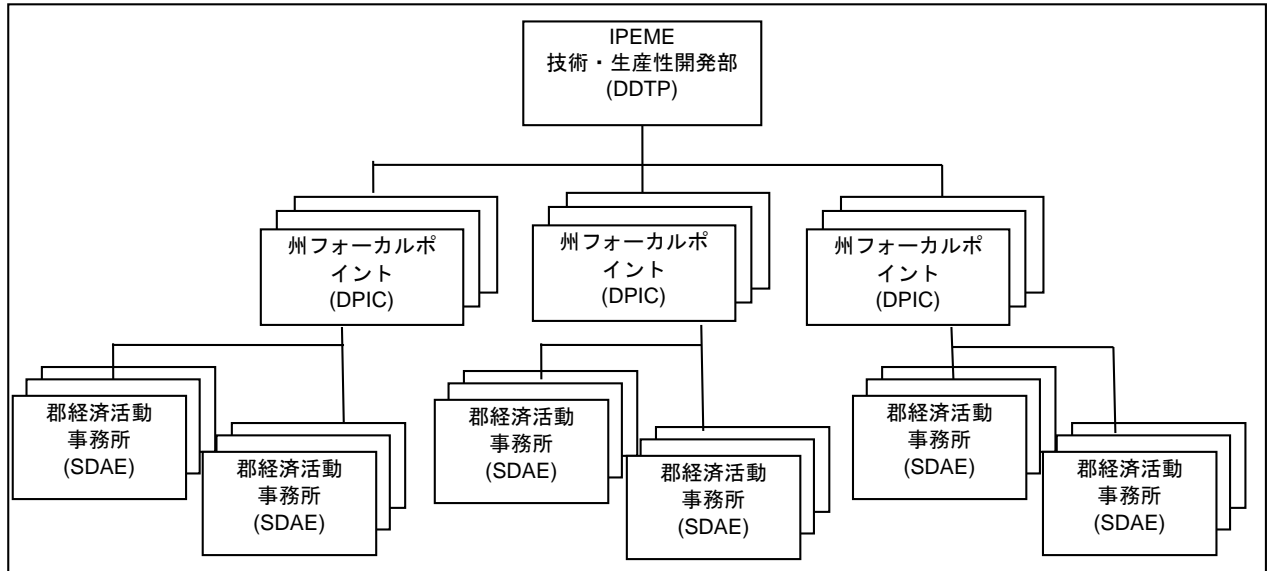 IPEME
技術・生産性開発部
(DDTP)
州フォーカルポ
イント
(DPIC)
州フォーカルポ
イント
(DPIC)
州フォーカルポ
イント
(DPIC)
郡経済活動
事務所
(SDAE)
郡経済活動
事務所
(SDAE)
郡経済活動
事務所
(SDAE)
郡経済活動
事務所
(SDAE)
郡経済活動
事務所
(SDAE)
郡経済活動
事務所
(SDAE)